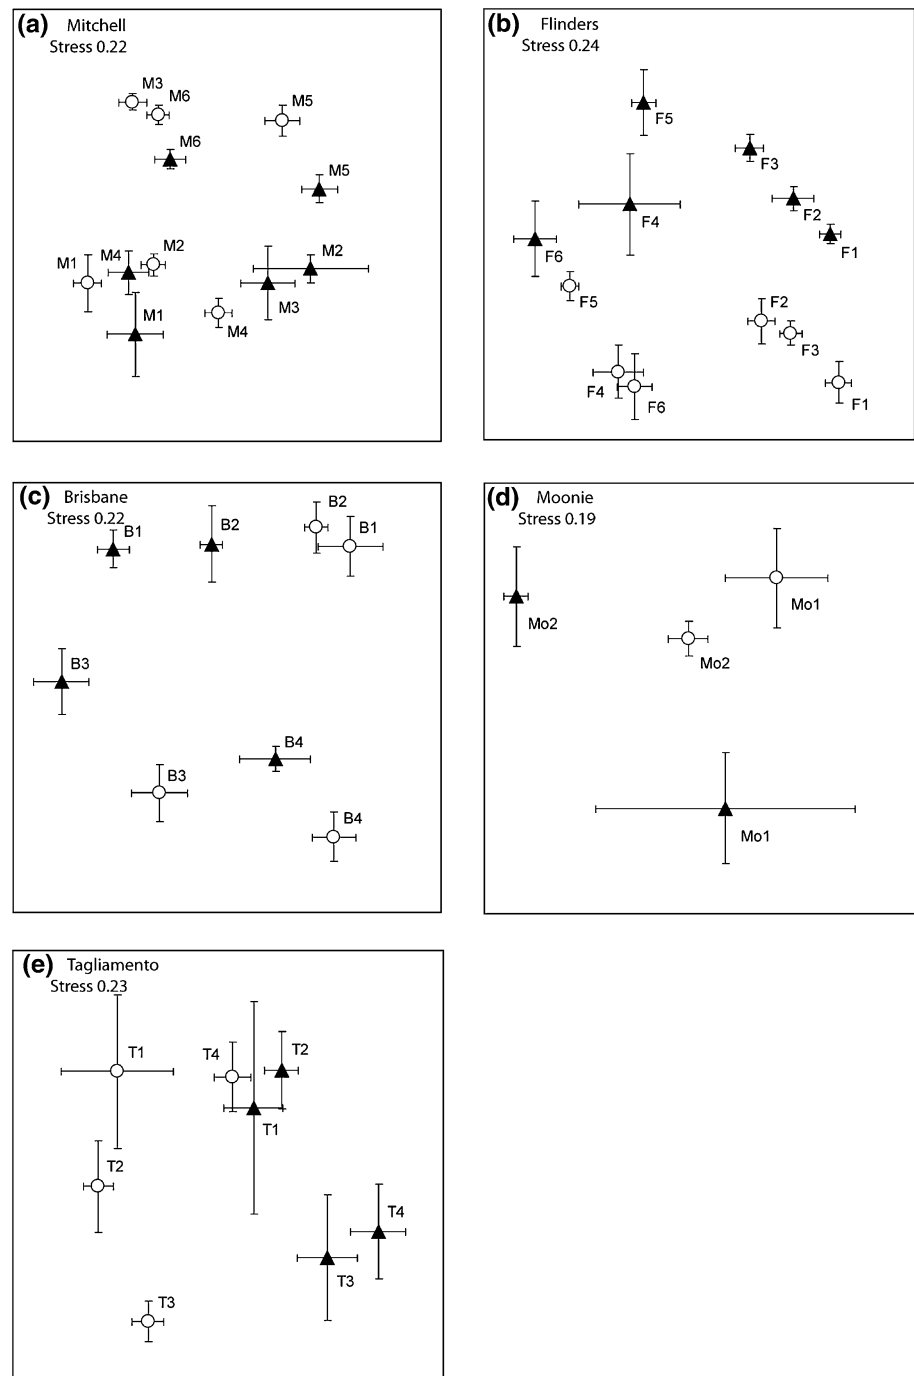 (a) Mitchell
Stress 0.22
M3
M6
M5
M6
M5
M1
M4
M2
M2
M3
M1
M4
(b) Flinders
Stress 0.24
F5
F3
F2
F4
F1
F6
F5
F2
F3
F4
F6
F1
(c) Brisbane
Stress 0.22
B1
B2
B2
B1
B3
B4
B3
B4
(d) Moonie
Stress 0.19
Mo2
Mo1
Mo2
Mo1
(e) Tagliamento
Stress 0.23
T1
T4
T2
T1
T2
T4
T3
T3